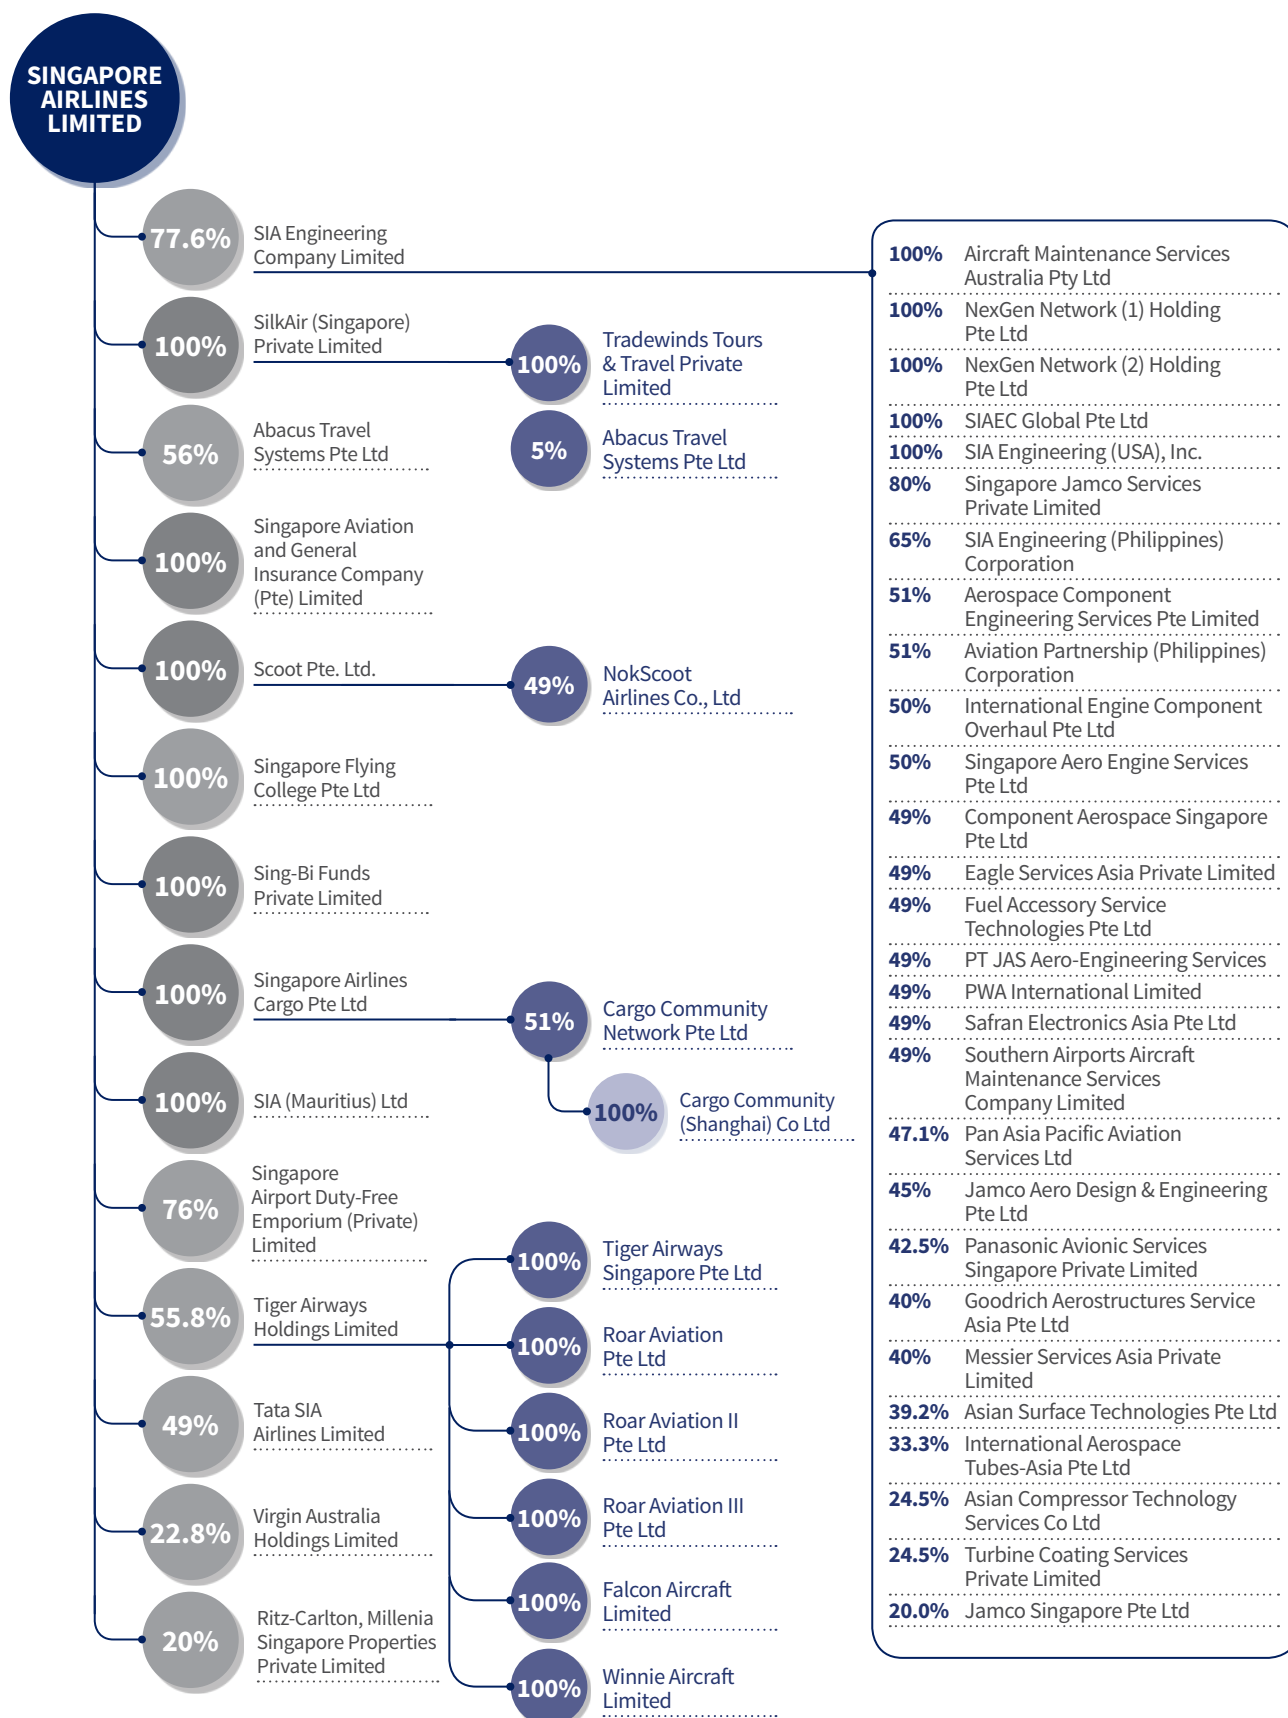 SINGAPORE
AIRLINES
LIMITED
77.6%
SIA Engineering
Company Limited
100%
SilkAir (Singapore)
Private Limited
100%
Tradewinds Tours
& Travel Private
Limited
56%
Abacus Travel
Systems Pte Ltd
5%
Abacus Travel
Systems Pte Ltd
100%
Singapore Aviation
and General
Insurance Company
(Pte) Limited
100%
Scoot Pte. Ltd.
49%
NokScoot
Airlines Co., Ltd
100%
Singapore Flying
College Pte Ltd
100%
Sing-Bi Funds
Private Limited
100%
Singapore Airlines
Cargo Pte Ltd
51%
Cargo Community
Network Pte Ltd
100%
Cargo Community
(Shanghai) Co Ltd
100%
SIA (Mauritius) Ltd
76%
Singapore
Airport Duty-Free
Emporium (Private)
Limited
55.8%
Tiger Airways
Holdings Limited
100%
Tiger Airways
Singapore Pte Ltd
100%
Roar Aviation
Pte Ltd
100%
Roar Aviation II
Pte Ltd
100%
Roar Aviation III
Pte Ltd
100%
Falcon Aircraft
Limited
100%
Winnie Aircraft
Limited
49%
Tata SIA
Airlines Limited
22.8%
Virgin Australia
Holdings Limited
20%
Ritz-Carlton, Millenia
Singapore Properties
Private Limited
100% Aircraft Maintenance Services
Australia Pty Ltd
100% NexGen Network (1) Holding
Pte Ltd
100% NexGen Network (2) Holding
Pte Ltd
100% SIAEC Global Pte Ltd
100% SIA Engineering (USA), Inc.
80% Singapore Jamco Services
Private Limited
65% SIA Engineering (Philippines)
Corporation
51% Aerospace Component
Engineering Services Pte Limited
51% Aviation Partnership (Philippines)
Corporation
50% International Engine Component
Overhaul Pte Ltd
50% Singapore Aero Engine Services
Pte Ltd
49% Component Aerospace Singapore
Pte Ltd
49% Eagle Services Asia Private Limited
49% Fuel Accessory Service
Technologies Pte Ltd
49% PT JAS Aero-Engineering Services
49% PWA International Limited
49% Safran Electronics Asia Pte Ltd
49% Southern Airports Aircraft
Maintenance Services
Company Limited
47.1% Pan Asia Pacific Aviation
Services Ltd
45% Jamco Aero Design & Engineering
Pte Ltd
42.5% Panasonic Avionic Services
Singapore Private Limited
40% Goodrich Aerostructures Service
Asia Pte Ltd
40% Messier Services Asia Private
Limited
39.2% Asian Surface Technologies Pte Ltd
33.3% International Aerospace
Tubes-Asia Pte Ltd
24.5% Asian Compressor Technology
Services Co Ltd
24.5% Turbine Coating Services
Private Limited
20.0% Jamco Singapore Pte Ltd